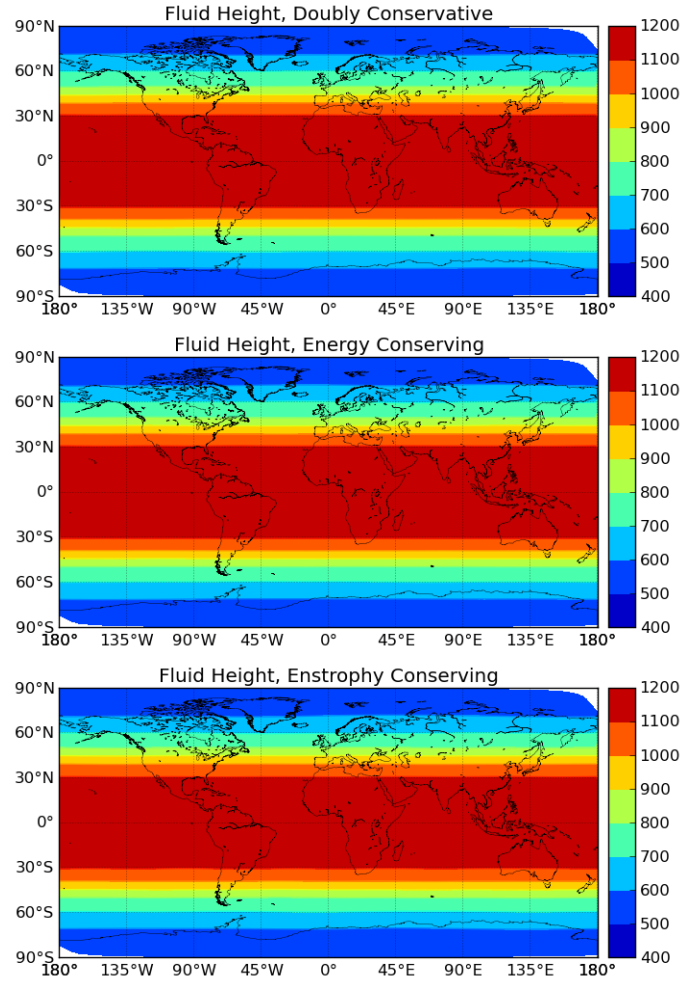 Fluid Height, Doubly Conservative
90°N
60°N
30°N
0°
30°S
60°S
90°S
180° 135°W 90°W 45°W 0° 45°E 90°E 135°E 180°
1200
1100
1000
900
800
700
600
500
400
Fluid Height, Energy Conserving
90°N
60°N
30°N
0°
30°S
60°S
90°S
180° 135°W 90°W 45°W 0° 45°E 90°E 135°E 180°
1200
1100
1000
900
800
700
600
500
400
Fluid Height, Enstrophy Conserving
90°N
60°N
30°N
0°
30°S
60°S
90°S
180° 135°W 90°W 45°W 0° 45°E 90°E 135°E 180°
1200
1100
1000
900
800
700
600
500
400